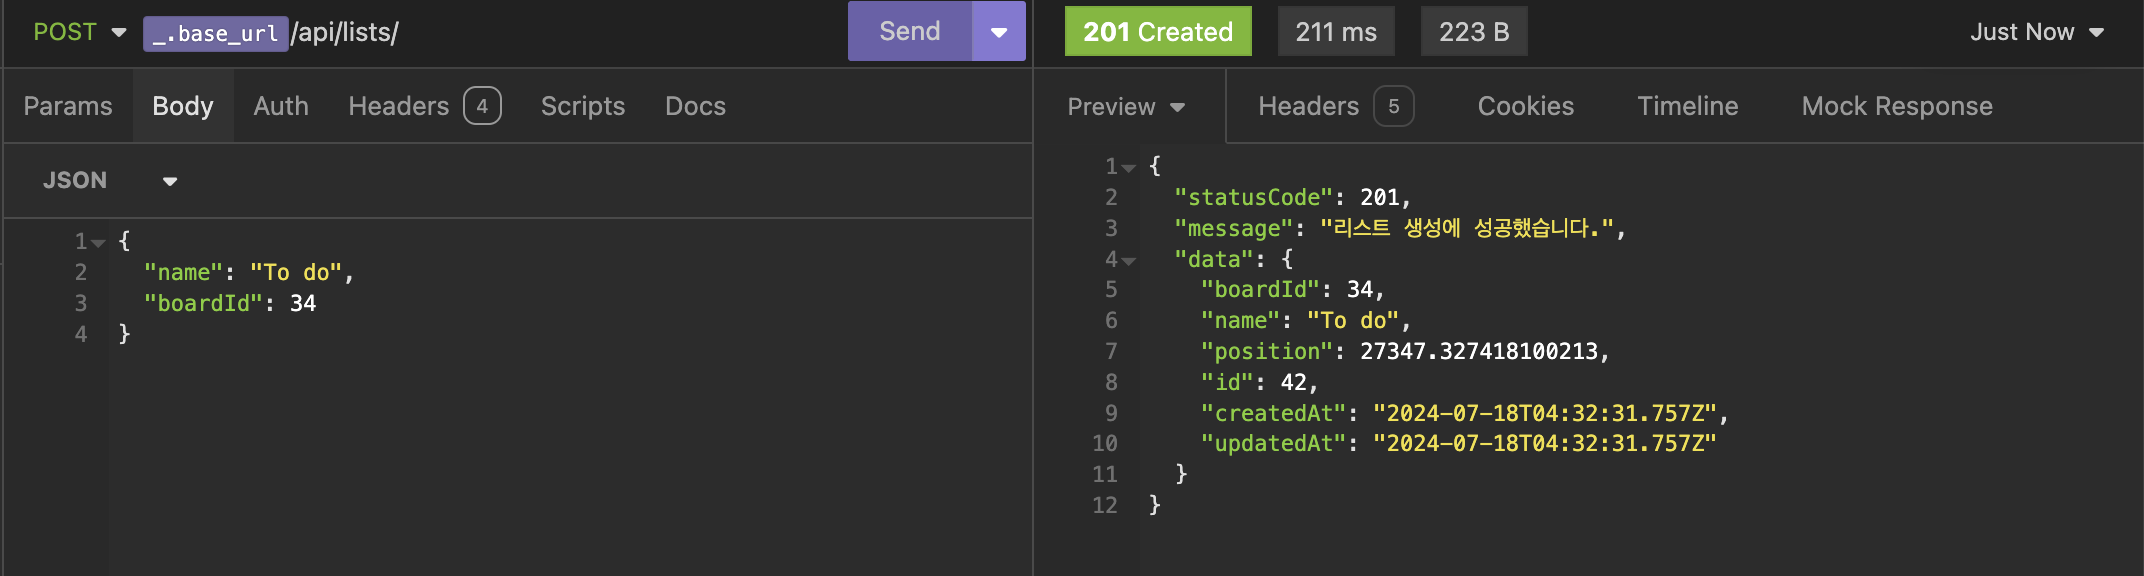 POST _.base_url/api/lists/ Send
201 Created 211 ms 223 B Just Now
Params Body Auth Headers 4 Scripts Docs
Preview Headers 5 Cookies Timeline Mock Response
JSON
1 {
2 "name": "To do",
3 "boardId": 34
4 }
1 {
2 "statusCode": 201,
3 "message": "리스트 생성에 성공했습니다.",
4 "data": {
5 "boardId": 34,
6 "name": "To do",
7 "position": 27347.327418100213,
8 "id": 42,
9 "createdAt": "2024-07-18T04:32:31.757Z",
10 "updatedAt": "2024-07-18T04:32:31.757Z"
11 }
12 }